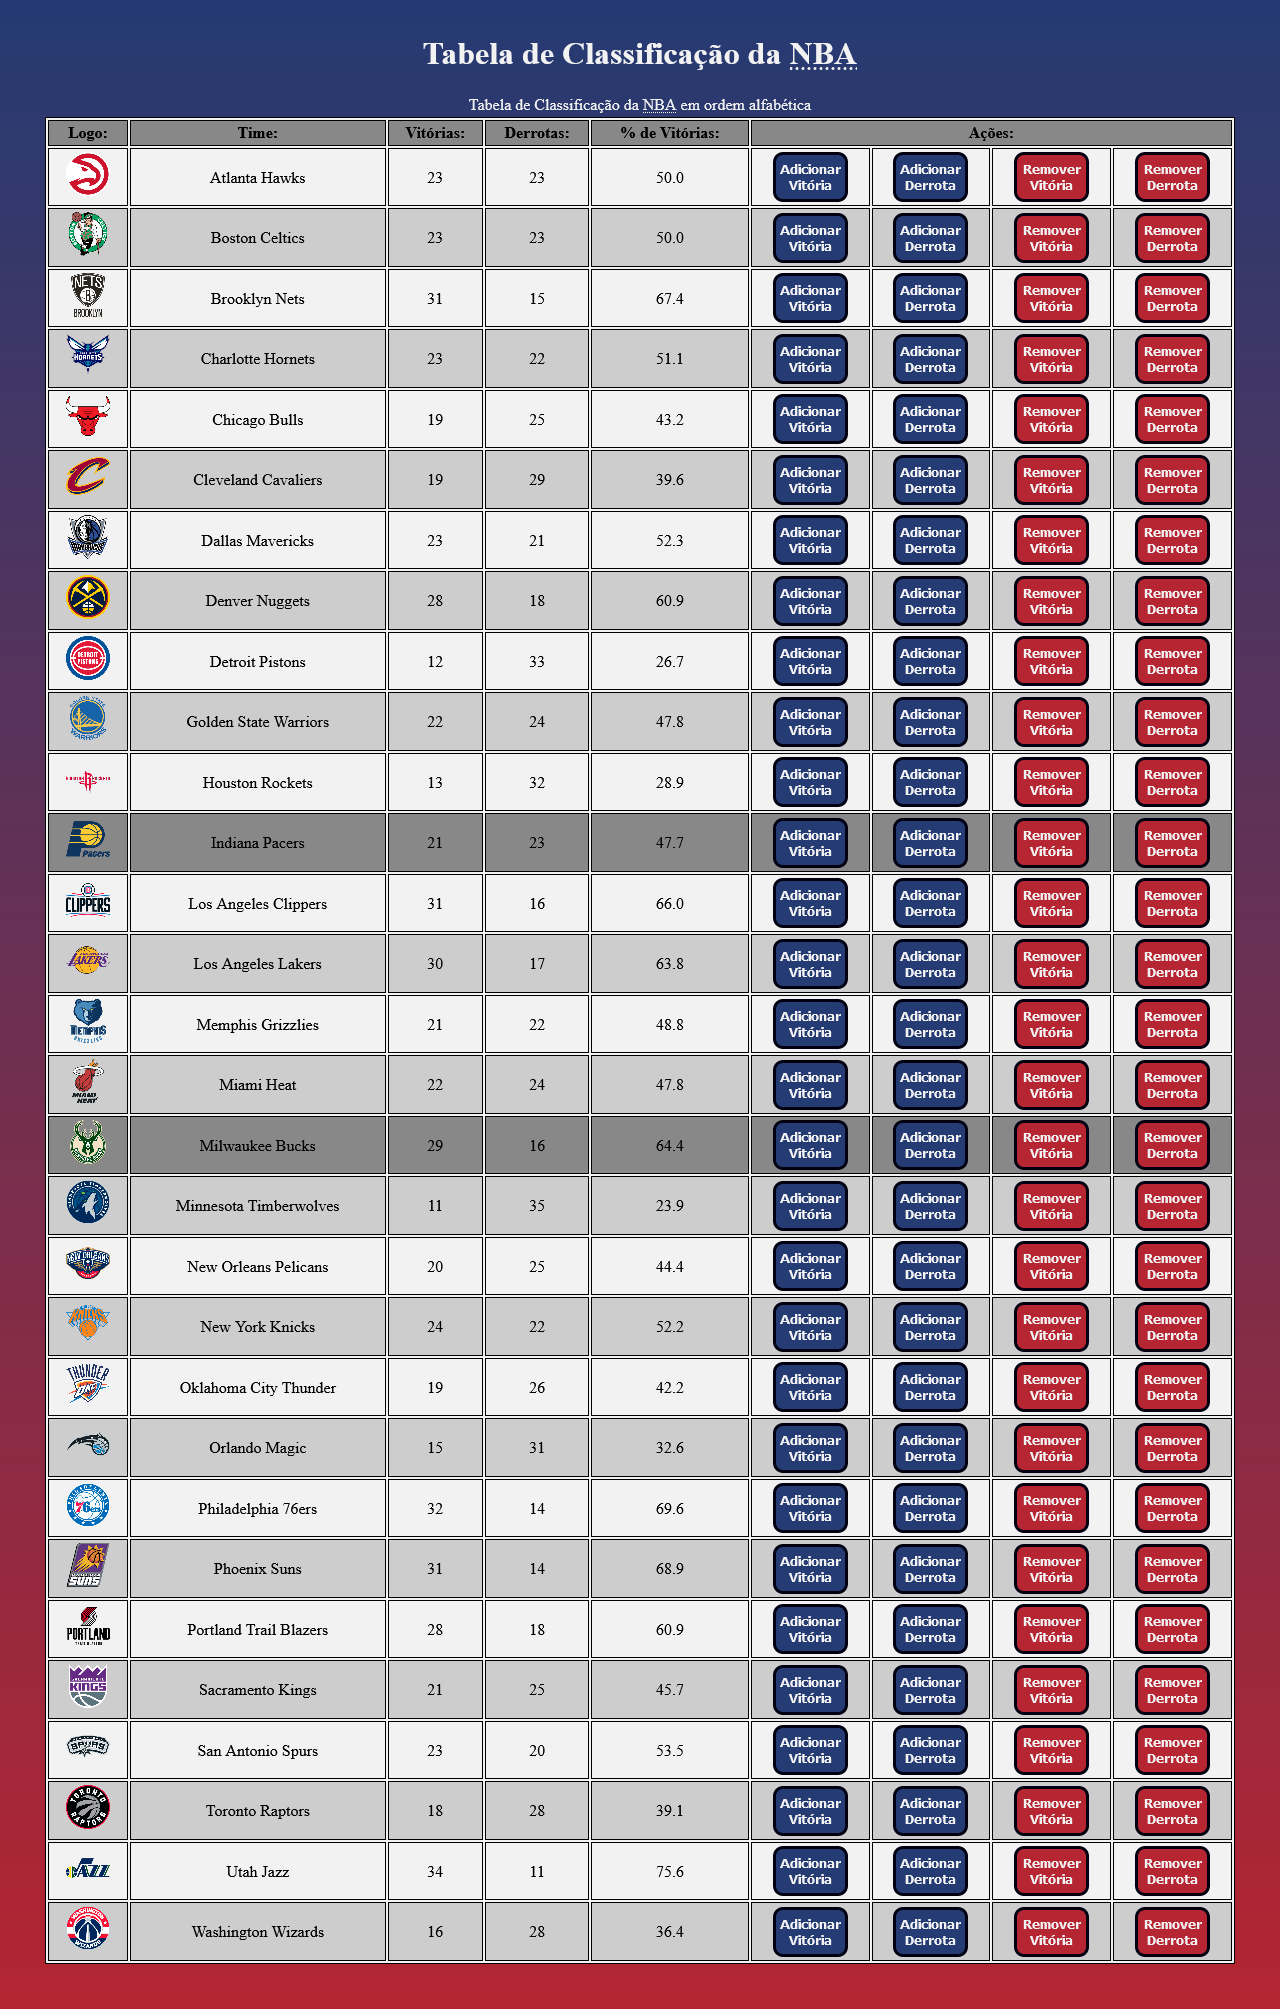 Tabela de Classificação da NBA
Tabela de Classificação da NBA em ordem alfabética
Logo: Time: Vitórias: Derrotas: % de Vitórias: Ações:
Atlanta Hawks 23 23 50.0 Adicionar Vitória Adicionar Derrota Remover Vitória Remover Derrota
Boston Celtics 23 23 50.0 Adicionar Vitória Adicionar Derrota Remover Vitória Remover Derrota
NETS BROOKLYN Brooklyn Nets 31 15 67.4 Adicionar Vitória Adicionar Derrota Remover Vitória Remover Derrota
HORNETS Charlotte Hornets 23 22 51.1 Adicionar Vitória Adicionar Derrota Remover Vitória Remover Derrota
Chicago Bulls 19 25 43.2 Adicionar Vitória Adicionar Derrota Remover Vitória Remover Derrota
C Cleveland Cavaliers 19 29 39.6 Adicionar Vitória Adicionar Derrota Remover Vitória Remover Derrota
Dallas Mavericks 23 21 52.3 Adicionar Vitória Adicionar Derrota Remover Vitória Remover Derrota
Denver Nuggets 28 18 60.9 Adicionar Vitória Adicionar Derrota Remover Vitória Remover Derrota
DETROIT PISTONS Detroit Pistons 12 33 26.7 Adicionar Vitória Adicionar Derrota Remover Vitória Remover Derrota
WARRIORS Golden State Warriors 22 24 47.8 Adicionar Vitória Adicionar Derrota Remover Vitória Remover Derrota
Houston Rockets 13 32 28.9 Adicionar Vitória Adicionar Derrota Remover Vitória Remover Derrota
Pacers Indiana Pacers 21 23 47.7 Adicionar Vitória Adicionar Derrota Remover Vitória Remover Derrota
CLIPPERS Los Angeles Clippers 31 16 66.0 Adicionar Vitória Adicionar Derrota Remover Vitória Remover Derrota
LAKERS Los Angeles Lakers 30 17 63.8 Adicionar Vitória Adicionar Derrota Remover Vitória Remover Derrota
MEMPHIS GRIZZLIES Memphis Grizzlies 21 22 48.8 Adicionar Vitória Adicionar Derrota Remover Vitória Remover Derrota
MIAMI HEAT Miami Heat 22 24 47.8 Adicionar Vitória Adicionar Derrota Remover Vitória Remover Derrota
Milwaukee Bucks 29 16 64.4 Adicionar Vitória Adicionar Derrota Remover Vitória Remover Derrota
Minnesota Timberwolves 11 35 23.9 Adicionar Vitória Adicionar Derrota Remover Vitória Remover Derrota
NEW ORLEANS New Orleans Pelicans 20 25 44.4 Adicionar Vitória Adicionar Derrota Remover Vitória Remover Derrota
KNICKS New York Knicks 24 22 52.2 Adicionar Vitória Adicionar Derrota Remover Vitória Remover Derrota
THUNDER OKC Oklahoma City Thunder 19 26 42.2 Adicionar Vitória Adicionar Derrota Remover Vitória Remover Derrota
Orlando Magic 15 31 32.6 Adicionar Vitória Adicionar Derrota Remover Vitória Remover Derrota
76ers Philadelphia 76ers 32 14 69.6 Adicionar Vitória Adicionar Derrota Remover Vitória Remover Derrota
SUNS Phoenix Suns 31 14 68.9 Adicionar Vitória Adicionar Derrota Remover Vitória Remover Derrota
PORTLAND Portland Trail Blazers 28 18 60.9 Adicionar Vitória Adicionar Derrota Remover Vitória Remover Derrota
KINGS Sacramento Kings 21 25 45.7 Adicionar Vitória Adicionar Derrota Remover Vitória Remover Derrota
SPURS San Antonio Spurs 23 20 53.5 Adicionar Vitória Adicionar Derrota Remover Vitória Remover Derrota
TORONTO RAPTORS Toronto Raptors 18 28 39.1 Adicionar Vitória Adicionar Derrota Remover Vitória Remover Derrota
JAZZ Utah Jazz 34 11 75.6 Adicionar Vitória Adicionar Derrota Remover Vitória Remover Derrota
WASHINGTON WIZARDS Washington Wizards 16 28 36.4 Adicionar Vitória Adicionar Derrota Remover Vitória Remover Derrota